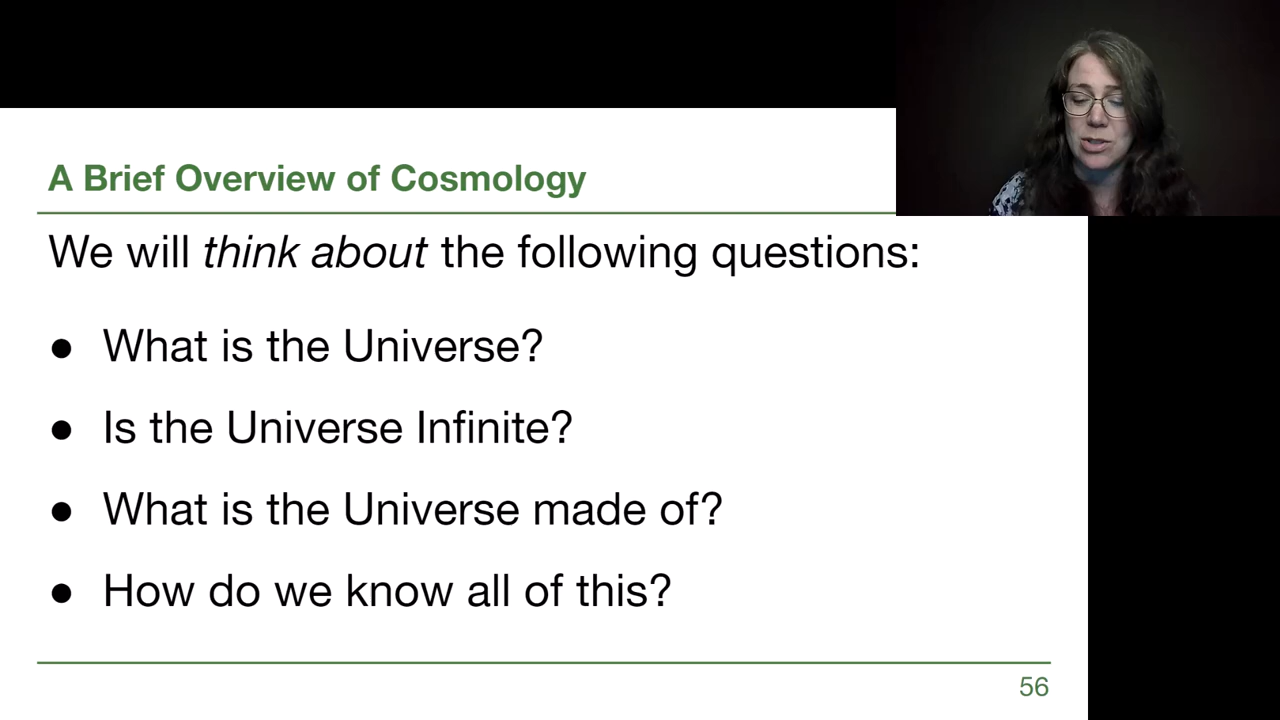 A Brief Overview of Cosmology
We will think about the following questions:
● What is the Universe?
● Is the Universe Infinite?
● What is the Universe made of?
● How do we know all of this?
56